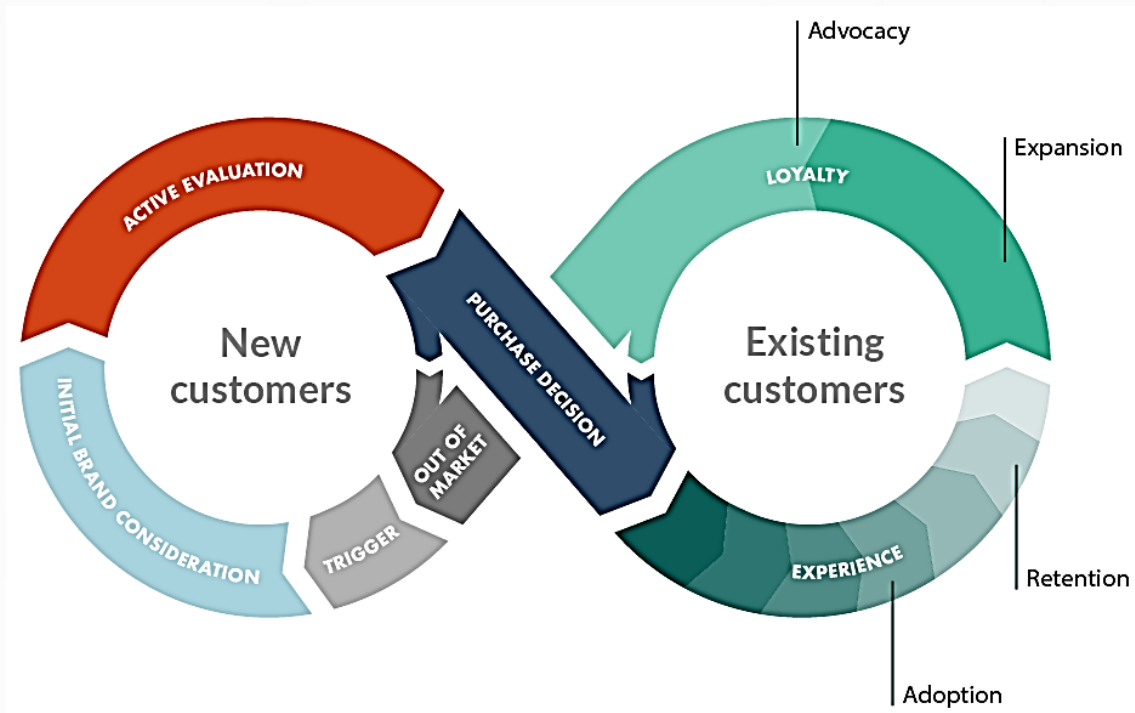 Advocacy
Expansion
ACTIVE EVALUATION
LOYALTY
New
customers
PURCHASE DECISION
Existing
customers
INITIAL BRAND CONSIDERATION
OUT OF
MARKET
TRIGGER
EXPERIENCE
Retention
Adoption